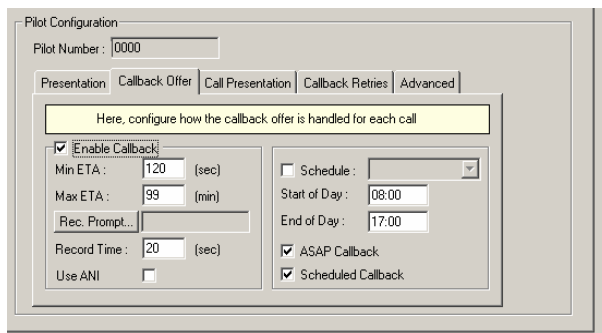 Pilot Configuration
Pilot Number : 0000
Presentation Callback Offer Call Presentation Callback Retries Advanced
Here, configure how the callback offer is handled for each call
Enable Callback
Min ETA : 120 (sec)
Max ETA : 99 (min)
Rec. Prompt...
Record Time : 20 (sec)
Use ANI
Schedule :
Start of Day : 08:00
End of Day : 17:00
ASAP Callback
Scheduled Callback